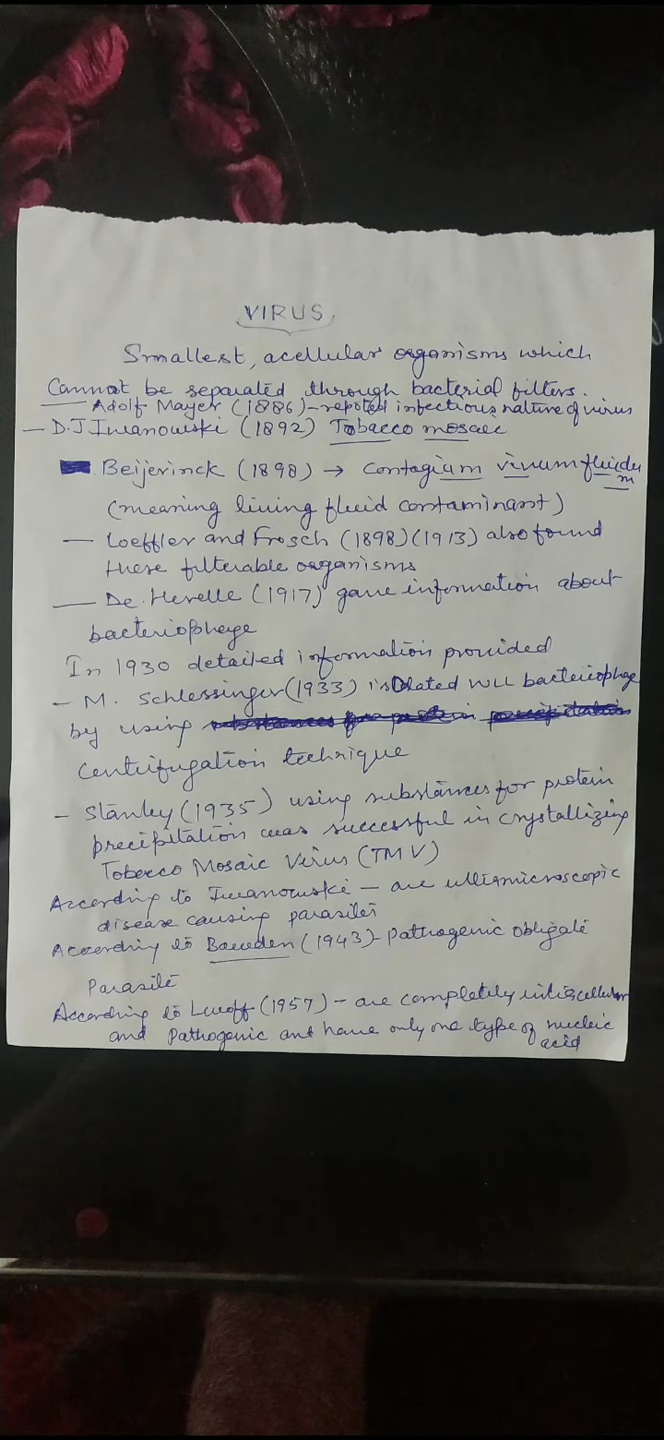 VIRUS
Smallest, acellular organisms which
Cannot be separated through bacterial filters.
— Adolf Mayer (1886) – repoted infectious nature of virus
— D.J Iwanowiski (1892) Tobacco mosaic
Beijerinck (1898) → Contagium vivum fluidu
m
(meaning living fluid contaminant)
— Loeffler and Frosch (1898) (1913) also found
these filterable organisms
— De. Herelle (1917) gave information about
bacteriophage
In 1930 detailed information provided
– M. Schlessinger (1933) isolated WLL bacteriophage
by using
Centrifugation technique
– Stanley (1935) using substances for protein
precipitation was successful in crystallizing
Tobacco Mosaic Virus (TMV)
According to Iwanowski – are ultramicroscopic
disease causing parasites
According to Bawden (1943) – Pathogenic obligate
Parasite
According to Lwoff (1957) – are completely intracellular
and Pathogenic and have only one type of nucleic
acid